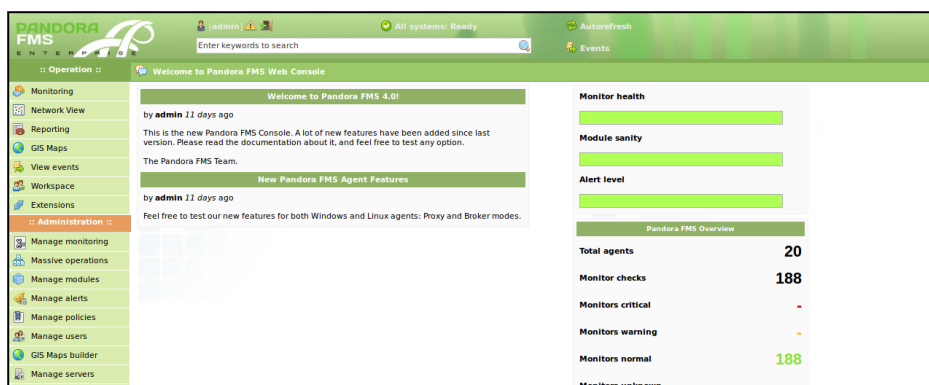 PANDORA
FMS
ENTERPRISE
[admin]
All systems: Ready
Autorefresh
Enter keywords to search
Events
:: Operation ::
Welcome to Pandora FMS Web Console
Monitoring
Network View
Reporting
GIS Maps
View events
Workspace
Extensions
:: Administration ::
Manage monitoring
Massive operations
Manage modules
Manage alerts
Manage policies
Manage users
GIS Maps builder
Manage servers
Welcome to Pandora FMS 4.0!
by admin 11 days ago
This is the new Pandora FMS Console. A lot of new features have been added since last
version. Please read the documentation about it, and feel free to test any option.
The Pandora FMS Team.
New Pandora FMS Agent Features
by admin 11 days ago
Feel free to test our new features for both Windows and Linux agents: Proxy and Broker modes.
Monitor health
Module sanity
Alert level
Pandora FMS Overview
Total agents 20
Monitor checks 188
Monitors critical -
Monitors warning -
Monitors normal 188
Monitors unknown